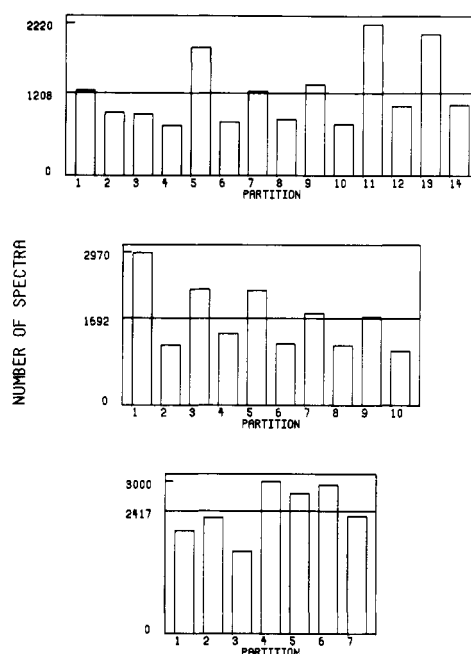 2220
1208
0
1 2 3 4 5 6 7 8 9 10 11 12 13 14
PARTITION
NUMBER OF SPECTRA
2970
1692
0
1 2 3 4 5 6 7 8 9 10
PARTITION
3000
2417
0
1 2 3 4 5 6 7
PARTITION